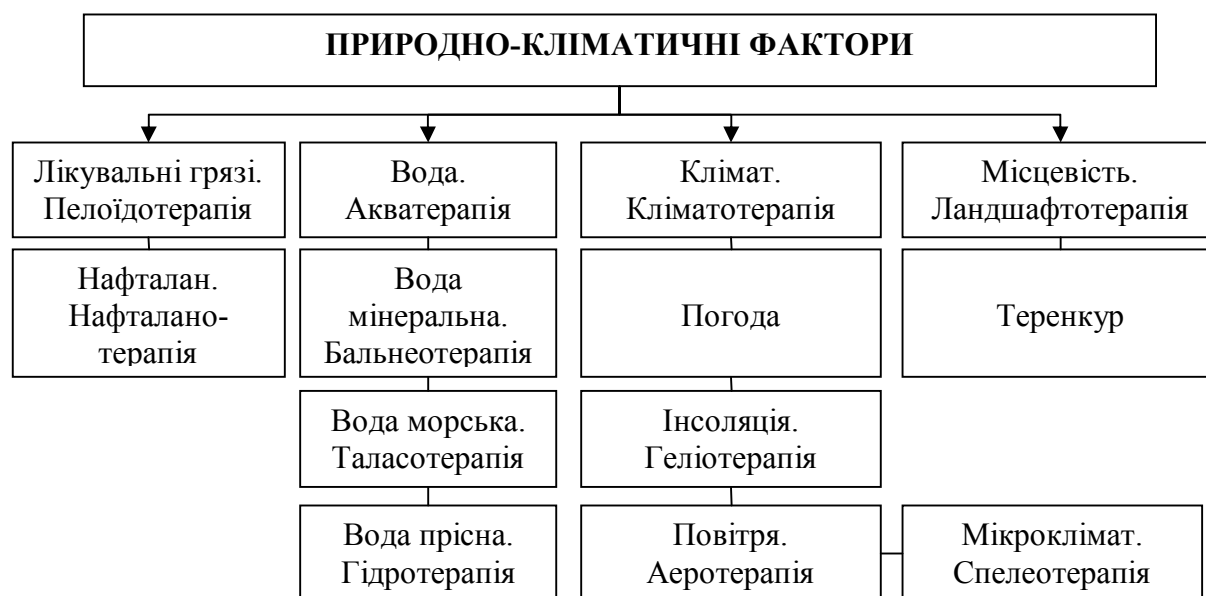 ПРИРОДНО-КЛІМАТИЧНІ ФАКТОРИ
Лікувальні грязі.
Пелоїдотерапія
Вода.
Акватерапія
Клімат.
Кліматотерапія
Місцевість.
Ландшафтотерапія
Нафталан.
Нафталано-
терапія
Вода
мінеральна.
Бальнеотерапія
Погода
Теренкур
Вода морська.
Таласотерапія
Інсоляція.
Геліотерапія
Вода прісна.
Гідротерапія
Повітря.
Аеротерапія
Мікроклімат.
Спелеотерапія